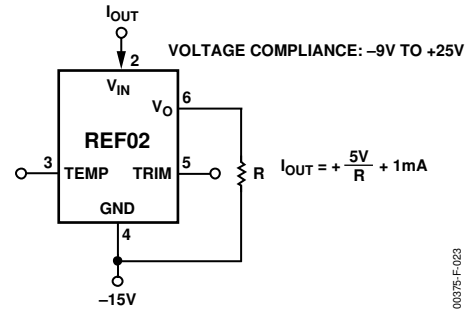 IOUT
VOLTAGE COMPLIANCE: –9V TO +25V
2
VIN
6
VO
REF02
3
TEMP
TRIM
5
R
IOUT = + 5V/R + 1mA
GND
4
–15V
00375-F-023